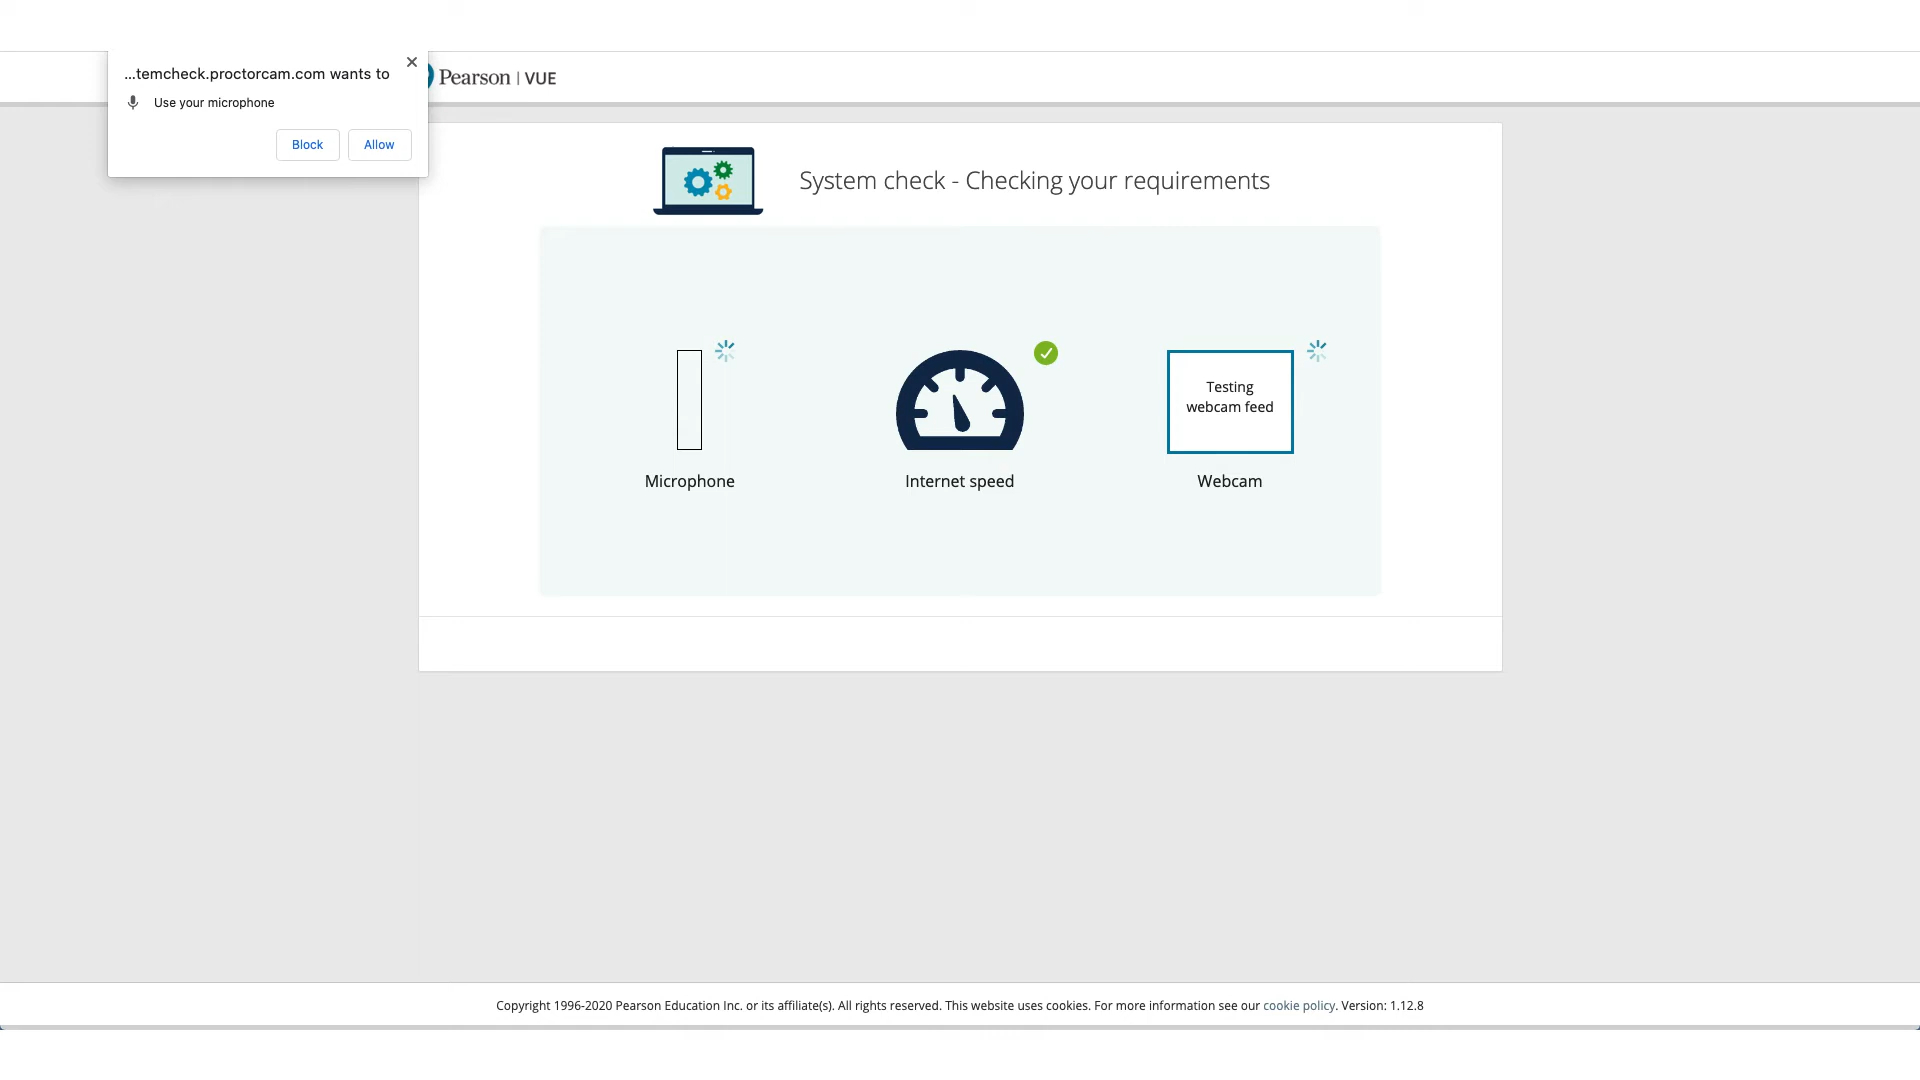 ...temcheck.proctorcam.com wants to
Use your microphone
Block
Allow
Pearson | VUE
System check - Checking your requirements
Testing
webcam feed
Microphone
Internet speed
Webcam
Copyright 1996-2020 Pearson Education Inc. or its affiliate(s). All rights reserved. This website uses cookies. For more information see our cookie policy. Version: 1.12.8